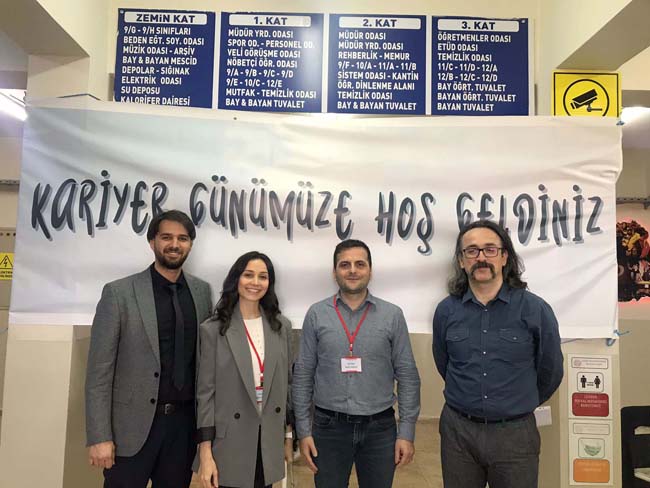 ZEMİN KAT
9/G - 9/H SINIFLARI
BEDEN EĞT. SOY. ODASI
MÜZİK ODASI - ARŞİV
BAY & BAYAN MESCİD
DEPOLAR - SIĞINAK
ELEKTRİK ODASI
SU DEPOSU
KALORİFER DAİRESİ
1. KAT
MÜDÜR YRD. ODASI
SPOR OD. - PERSONEL OD.
VELİ GÖRÜŞME ODASI
NÖBETÇİ ÖĞR. ODASI
9/A - 9/B - 9/C - 9/D
9/E - 10/C - 12/E
MUTFAK - TEMİZLİK ODASI
BAY & BAYAN TUVALET
2. KAT
MÜDÜR ODASI
MÜDÜR YRD. ODASI
REHBERLİK - MEMUR
9/F - 10/A - 11/A - 11/B
SİSTEM ODASI - KANTİN
ÖĞR. DİNLENME ALANI
TEMİZLİK ODASI
BAY & BAYAN TUVALET
3. KAT
ÖĞRETMENLER ODASI
ETÜD ODASI
TEMİZLİK ODASI
11/C - 11/D - 12/A
12/B - 12/C - 12/D
BAY ÖĞRT. TUVALET
BAYAN ÖĞRT. TUVALET
KARİYER GÜNÜMÜZE HOŞ GELDİNİZ